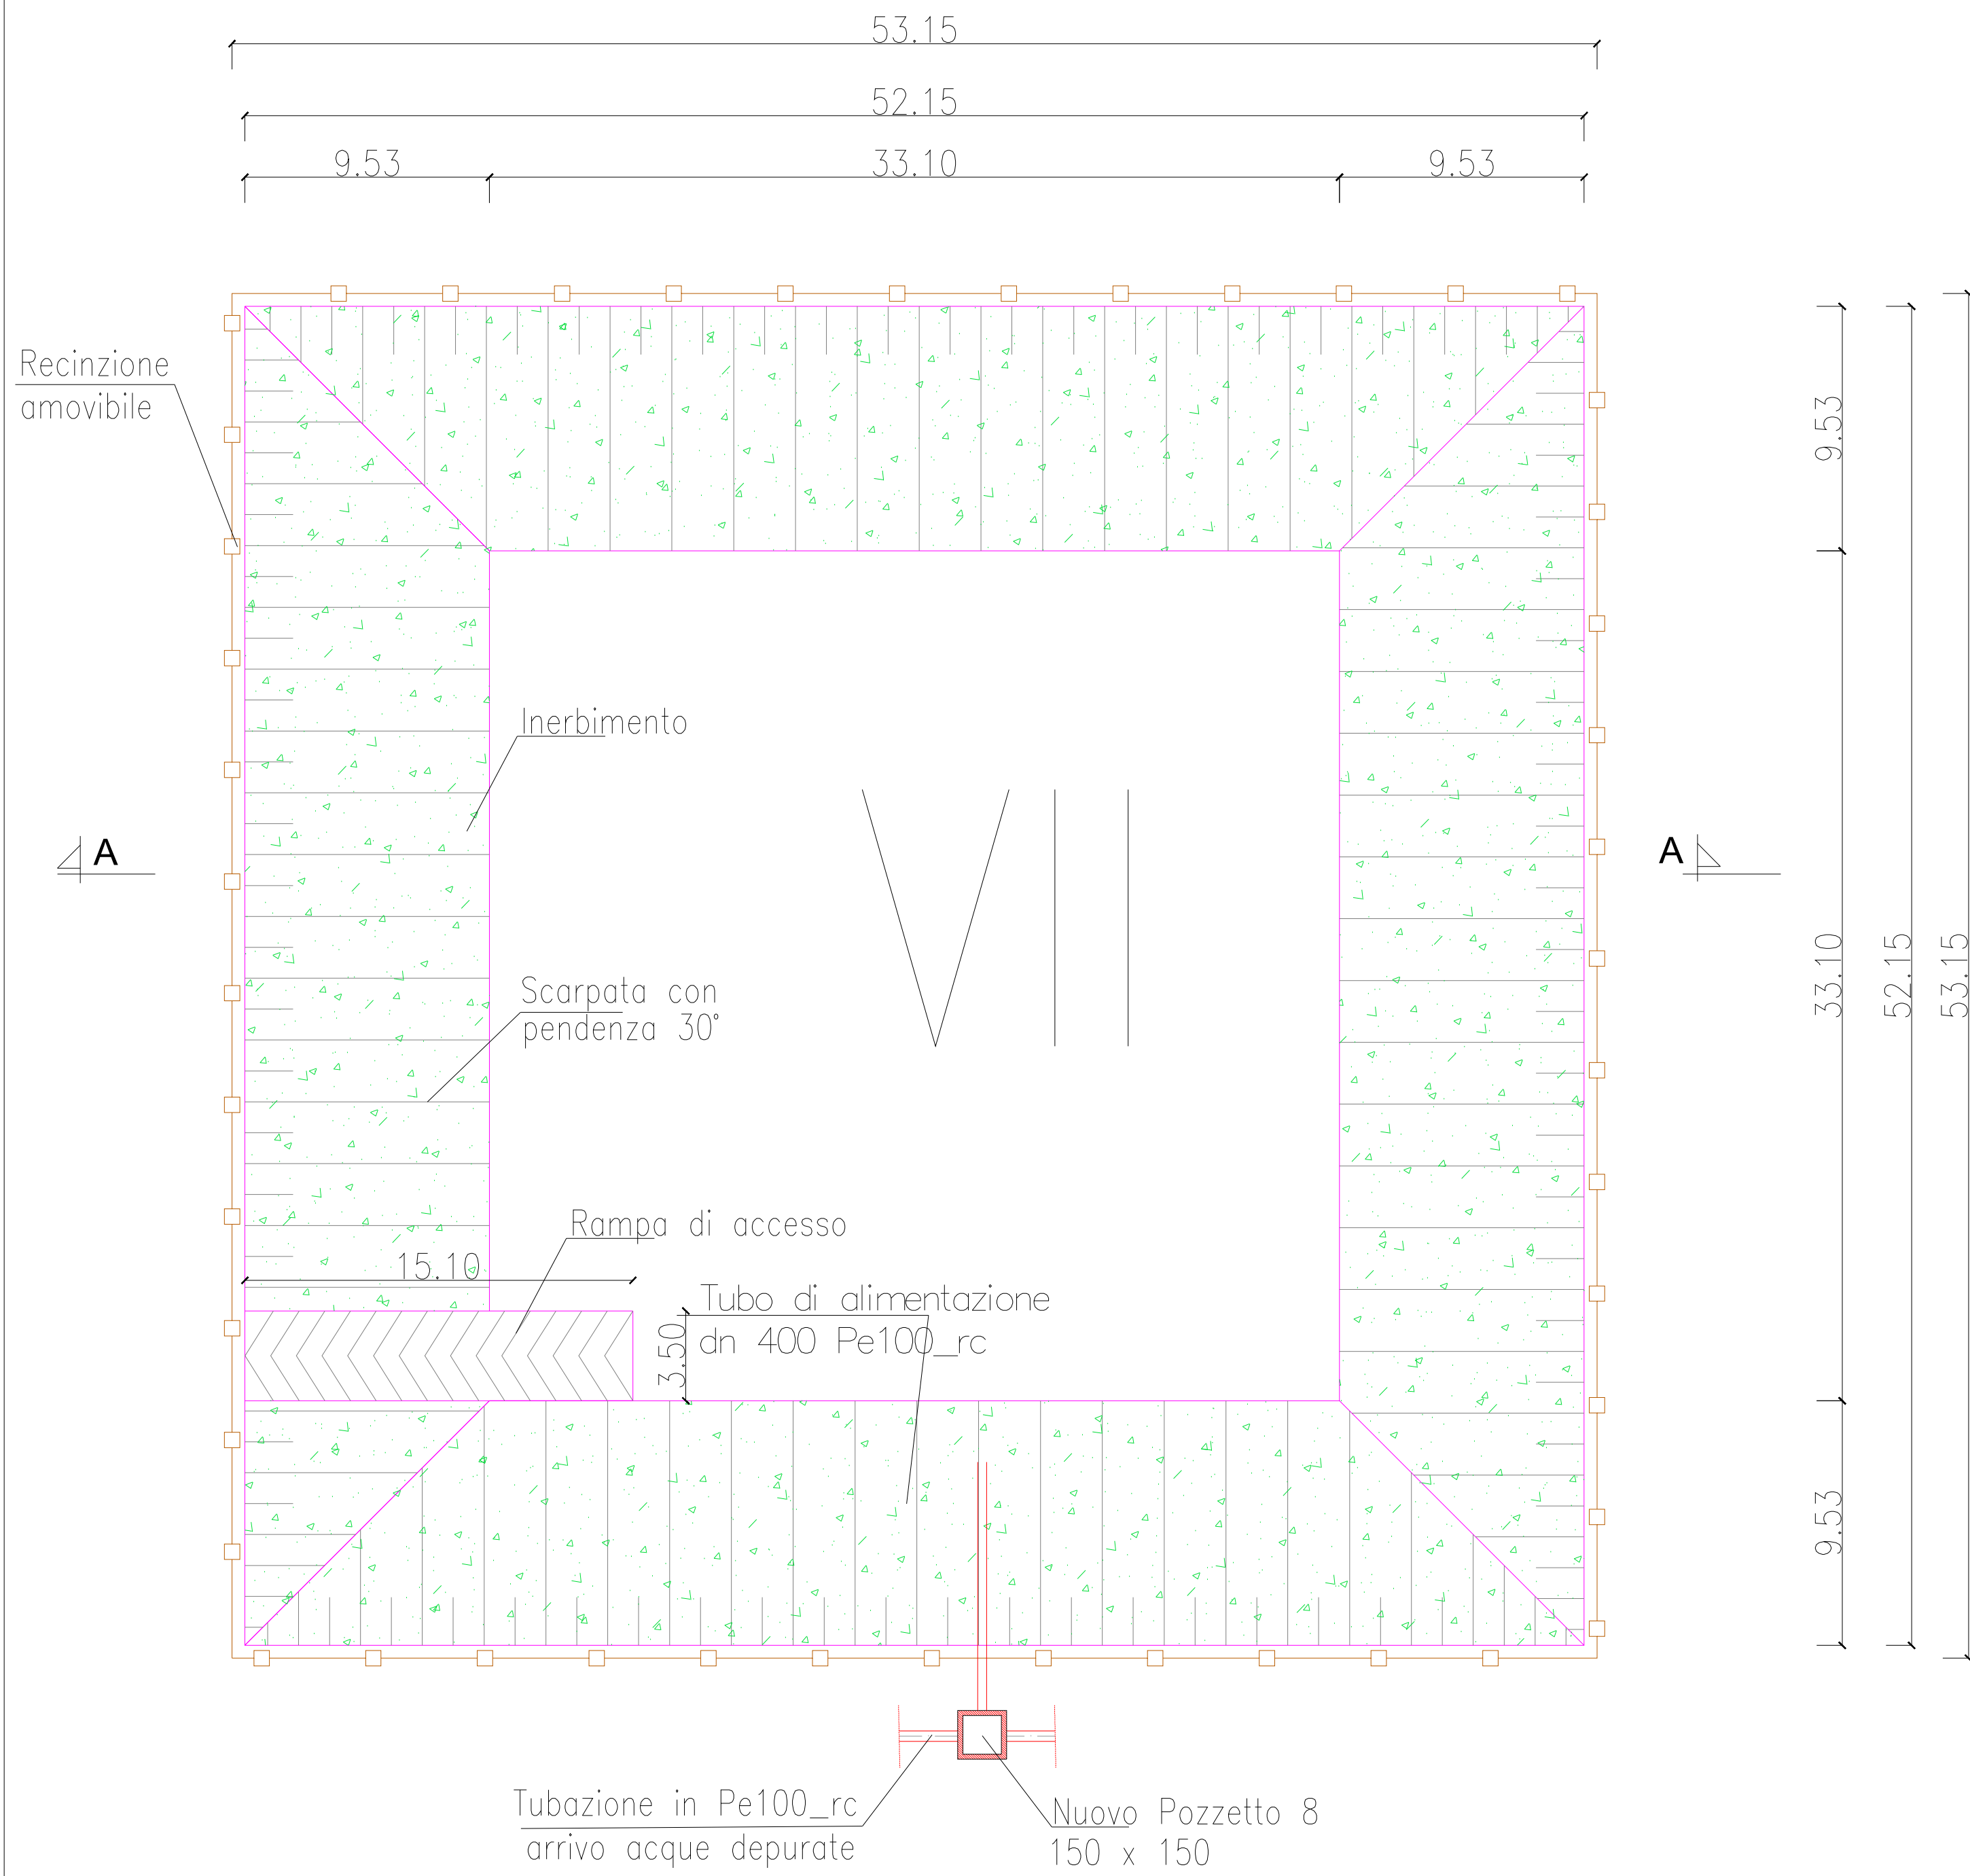 53.15
52.15
9.53
33.10
9.53
Recinzione
amovibile
9.53
Inerbimento
VII
A
A
33.10
52.15
53.15
Scarpata con
pendenza 30°
Rampa di accesso
15.10
3.50
Tubo di alimentazione
dn 400 Pe100_rc
9.53
Tubazione in Pe100_rc
arrivo acque depurate
Nuovo Pozzetto 8
150 x 150